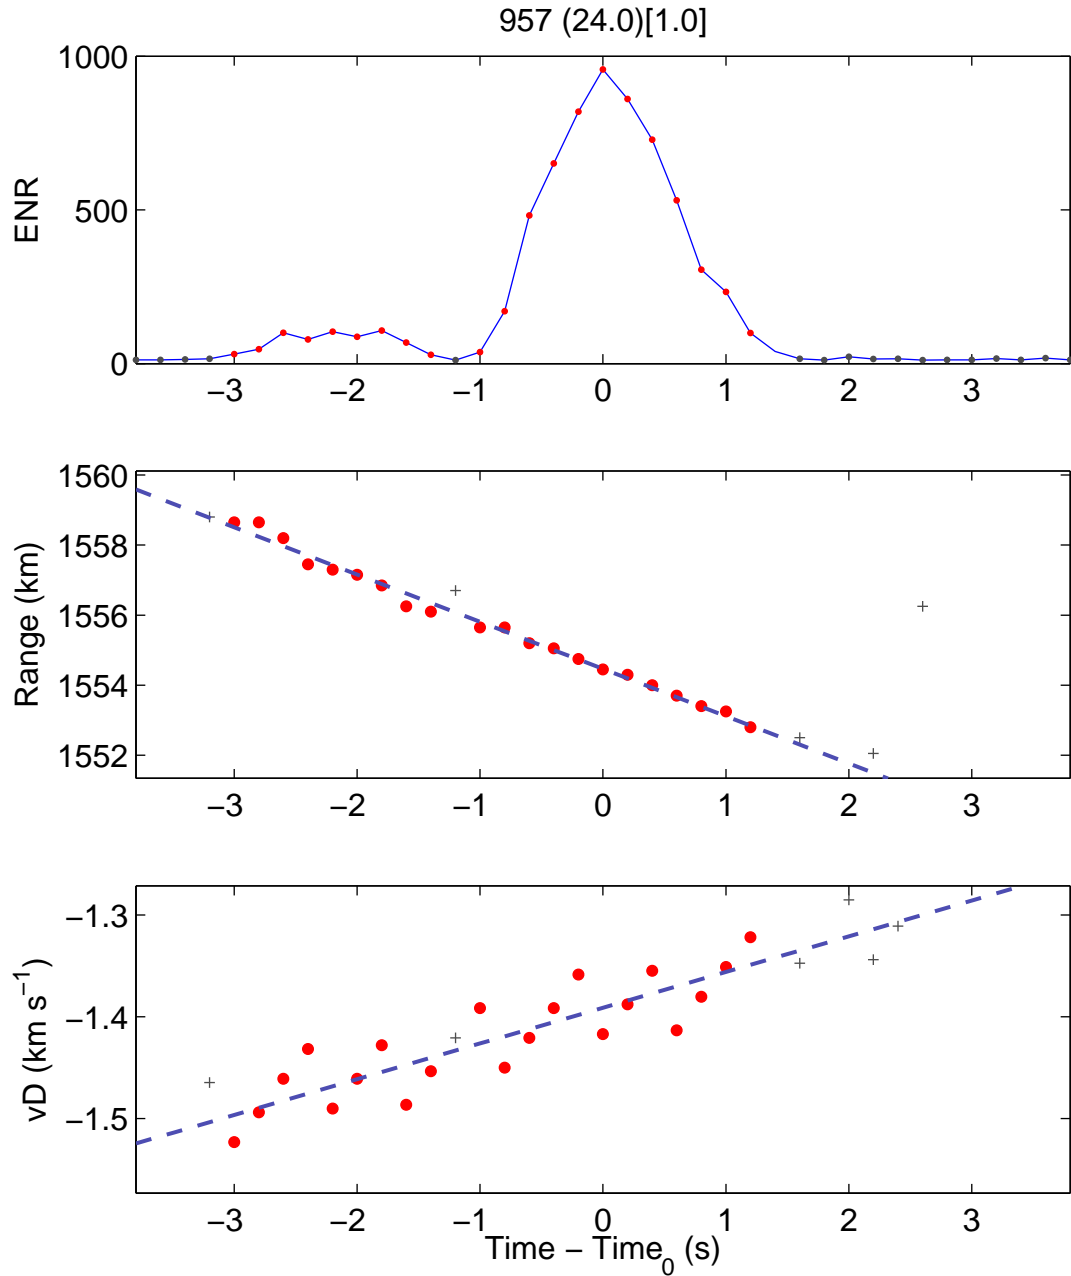 957 (24.0)[1.0]
1000
500
0
ENR
−3 −2 −1 0 1 2 3
1560
1558
1556
1554
1552
Range (km)
−3 −2 −1 0 1 2 3
−1.3
−1.4
−1.5
vD (km s⁻¹)
−3 −2 −1 0 1 2 3
Time − Time₀ (s)